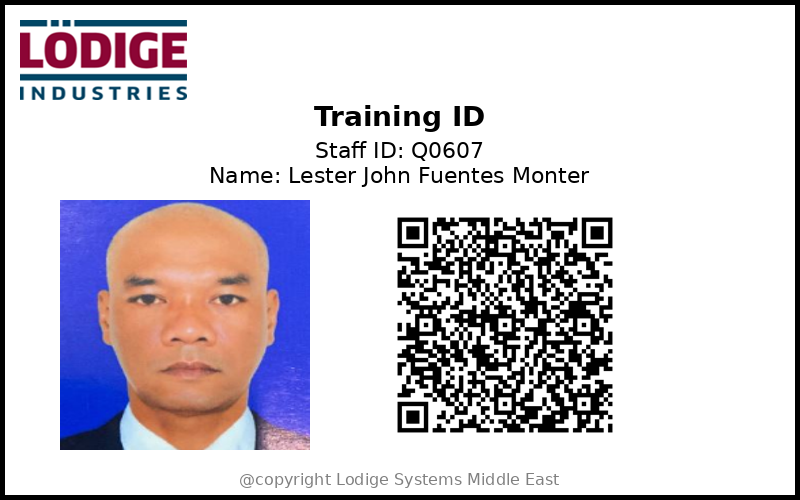 LÖDIGE
INDUSTRIES
Training ID
Staff ID: Q0607
Name: Lester John Fuentes Monter
@copyright Lodige Systems Middle East